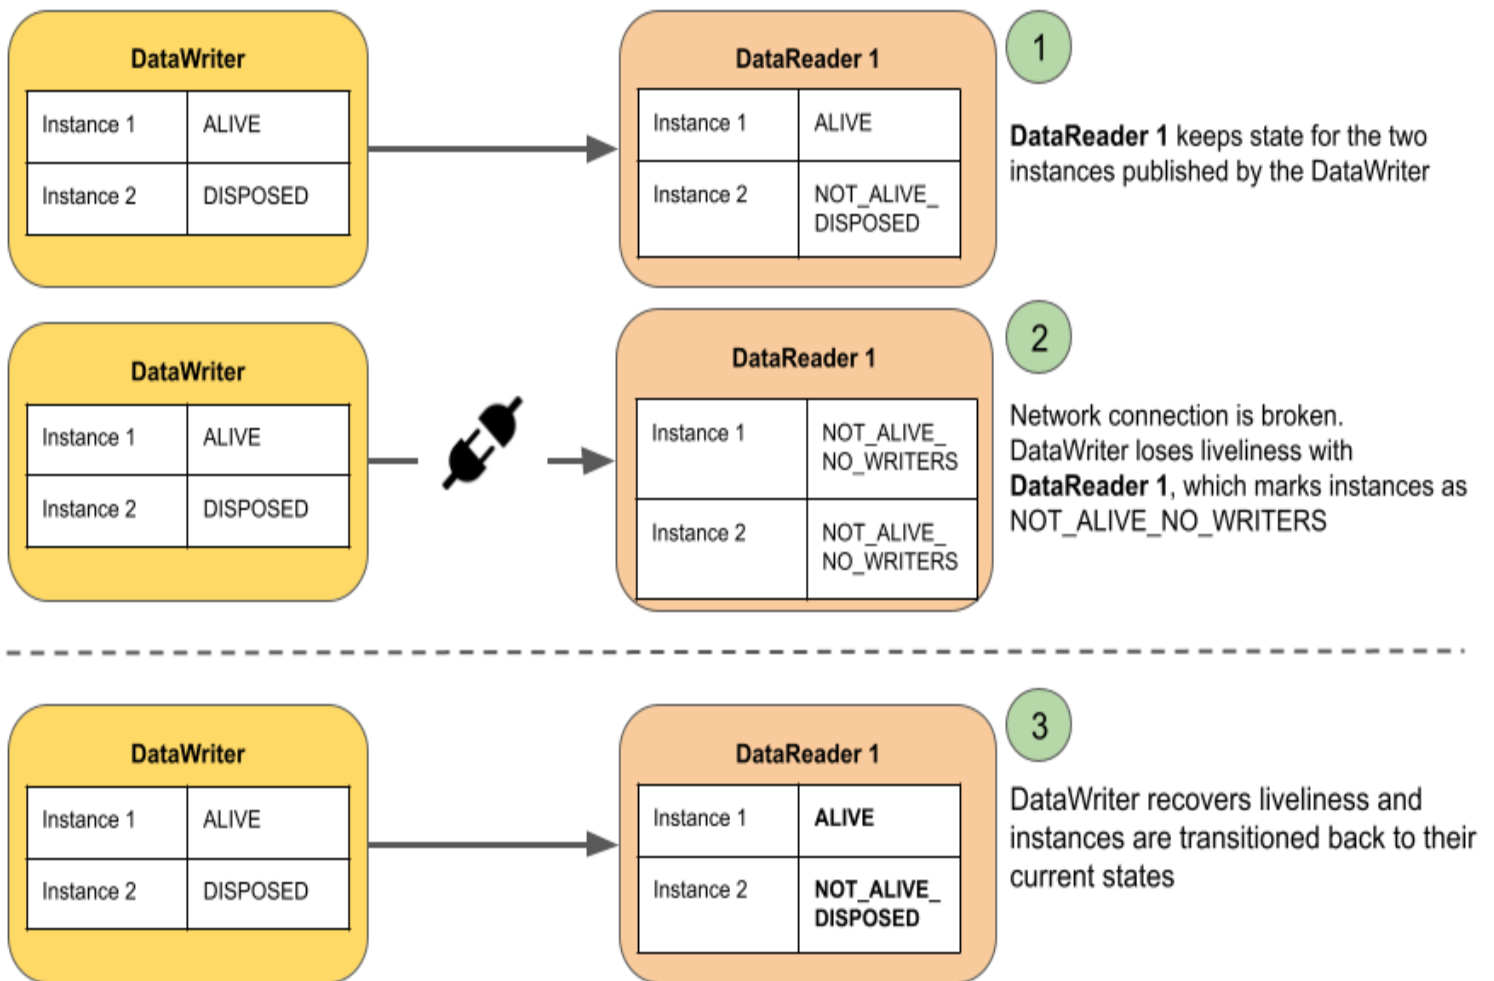 DataWriter
Instance 1 ALIVE
Instance 2 DISPOSED
DataReader 1
Instance 1 ALIVE
Instance 2 NOT_ALIVE_
DISPOSED
1
DataReader 1 keeps state for the two
instances published by the DataWriter
DataWriter
Instance 1 ALIVE
Instance 2 DISPOSED
DataReader 1
Instance 1 NOT_ALIVE_
NO_WRITERS
Instance 2 NOT_ALIVE_
NO_WRITERS
2
Network connection is broken.
DataWriter loses liveliness with
DataReader 1, which marks instances as
NOT_ALIVE_NO_WRITERS
DataWriter
Instance 1 ALIVE
Instance 2 DISPOSED
DataReader 1
Instance 1 ALIVE
Instance 2 NOT_ALIVE_
DISPOSED
3
DataWriter recovers liveliness and
instances are transitioned back to their
current states